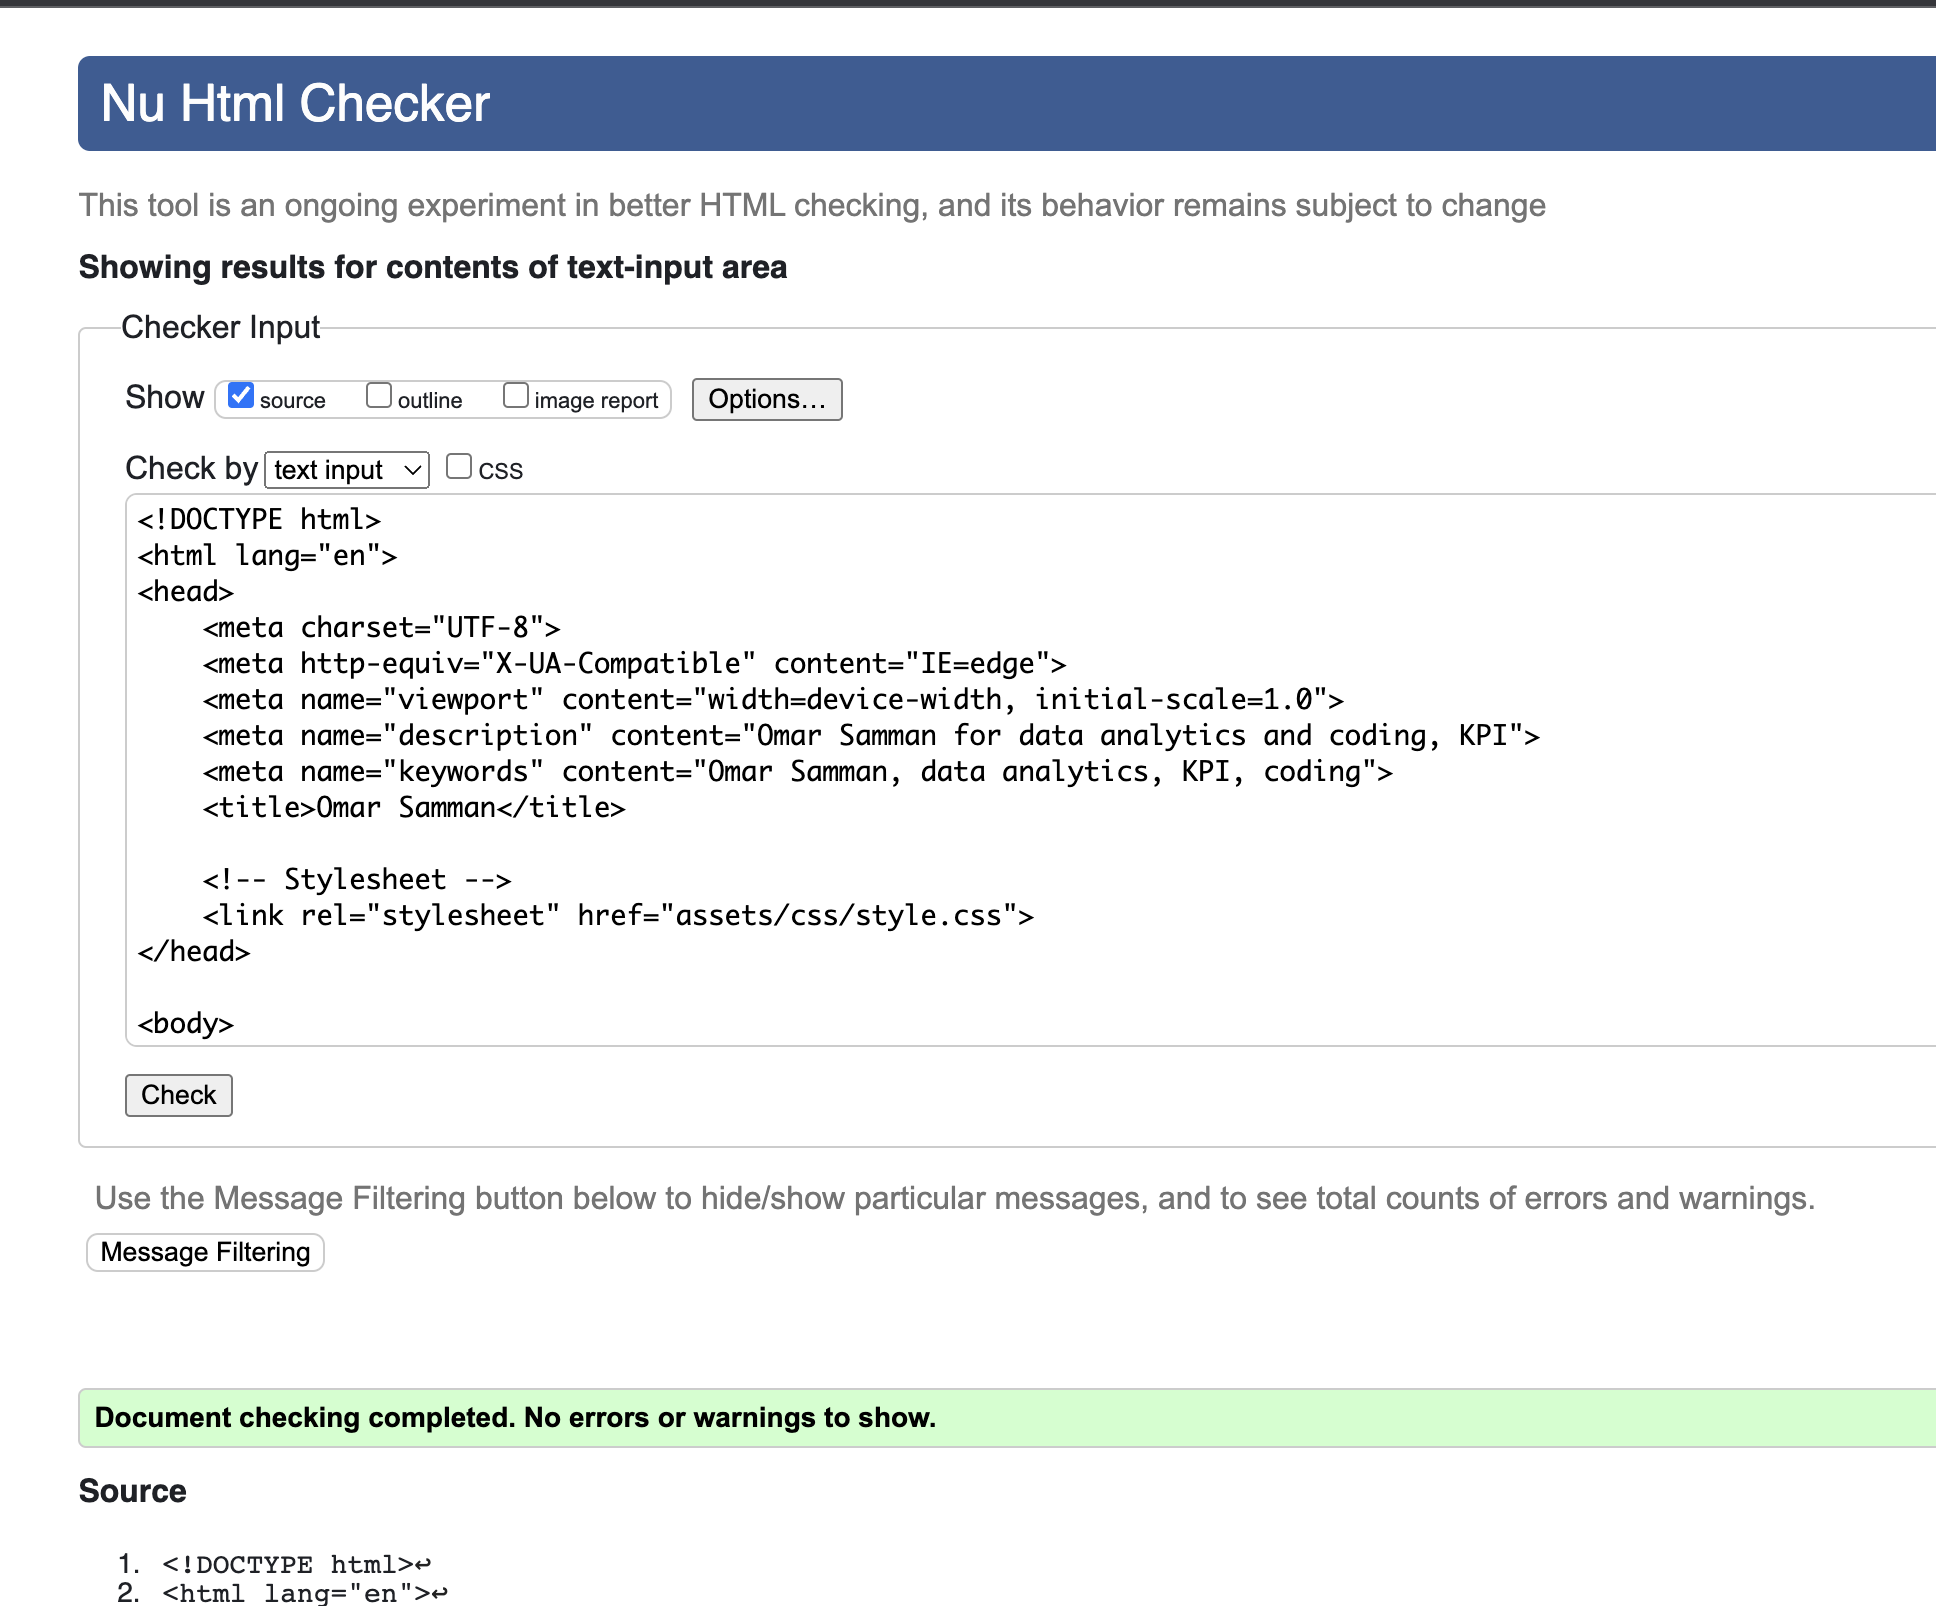 Nu Html Checker
This tool is an ongoing experiment in better HTML checking, and its behavior remains subject to change
Showing results for contents of text-input area
Checker Input
Show source outline image report Options...
Check by text input CSS
<!DOCTYPE html>
<html lang="en">
<head>
    <meta charset="UTF-8">
    <meta http-equiv="X-UA-Compatible" content="IE=edge">
    <meta name="viewport" content="width=device-width, initial-scale=1.0">
    <meta name="description" content="Omar Samman for data analytics and coding, KPI">
    <meta name="keywords" content="Omar Samman, data analytics, KPI, coding">
    <title>Omar Samman</title>
    <!-- Stylesheet -->
    <link rel="stylesheet" href="assets/css/style.css">
</head>
<body>
Check
Use the Message Filtering button below to hide/show particular messages, and to see total counts of errors and warnings.
Message Filtering
Document checking completed. No errors or warnings to show.
Source
1. <!DOCTYPE html>↩
2. <html lang="en">↩